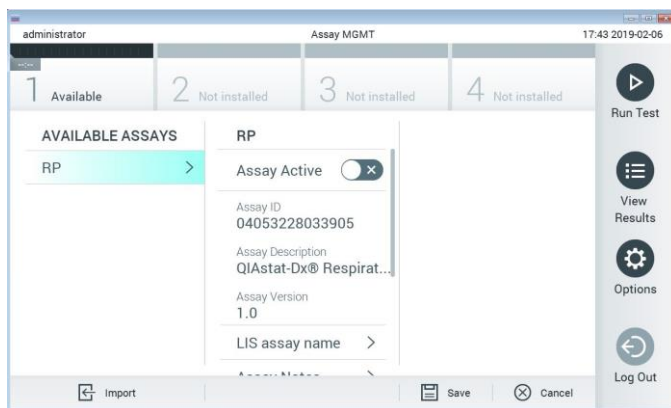 administrator Assay MGMT 17:43 2019-02-06
1 Available 2 Not installed 3 Not installed 4 Not installed
Run Test
AVAILABLE ASSAYS
RP
RP
Assay Active
Assay ID
04053228033905
Assay Description
QIAstat-Dx® Respirat...
Assay Version
1.0
LIS assay name
View
Results
Options
Log Out
Import Save Cancel